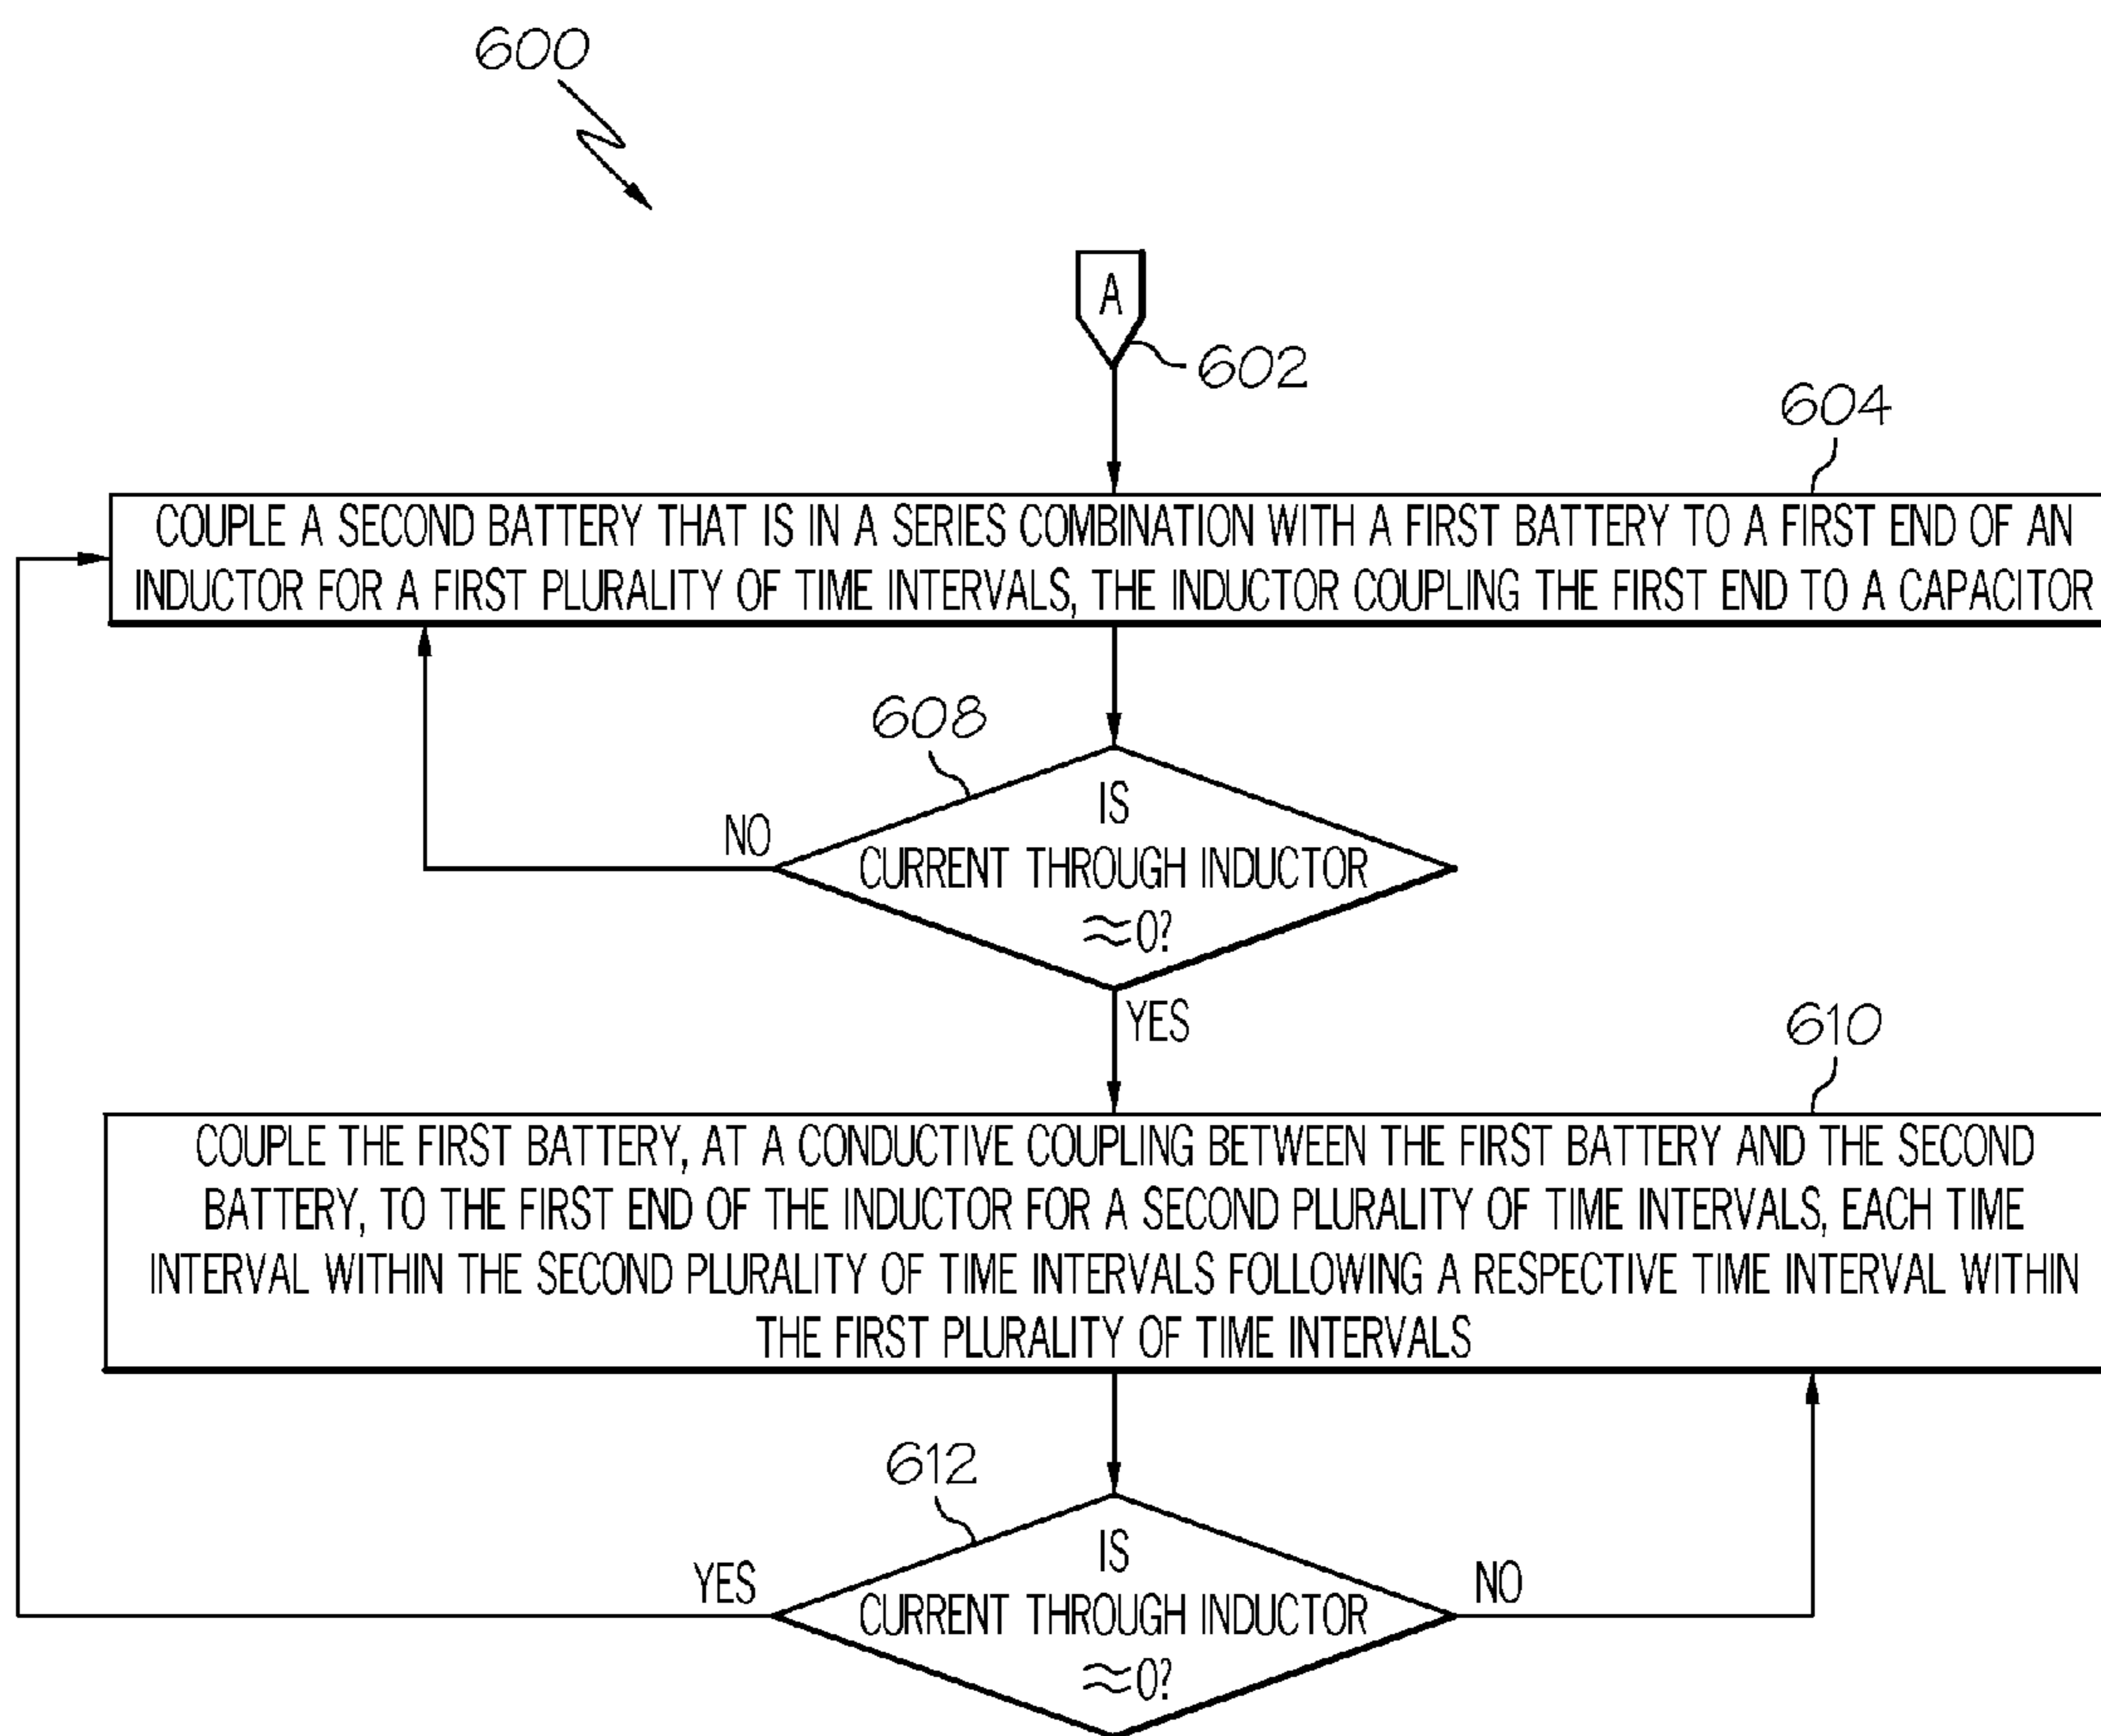 600
A
602
604
COUPLE A SECOND BATTERY THAT IS IN A SERIES COMBINATION WITH A FIRST BATTERY TO A FIRST END OF AN
INDUCTOR FOR A FIRST PLURALITY OF TIME INTERVALS, THE INDUCTOR COUPLING THE FIRST END TO A CAPACITOR
608
NO
IS
CURRENT THROUGH INDUCTOR
≈0?
YES
610
COUPLE THE FIRST BATTERY, AT A CONDUCTIVE COUPLING BETWEEN THE FIRST BATTERY AND THE SECOND
BATTERY, TO THE FIRST END OF THE INDUCTOR FOR A SECOND PLURALITY OF TIME INTERVALS, EACH TIME
INTERVAL WITHIN THE SECOND PLURALITY OF TIME INTERVALS FOLLOWING A RESPECTIVE TIME INTERVAL WITHIN
THE FIRST PLURALITY OF TIME INTERVALS
612
YES
IS
CURRENT THROUGH INDUCTOR
≈0?
NO